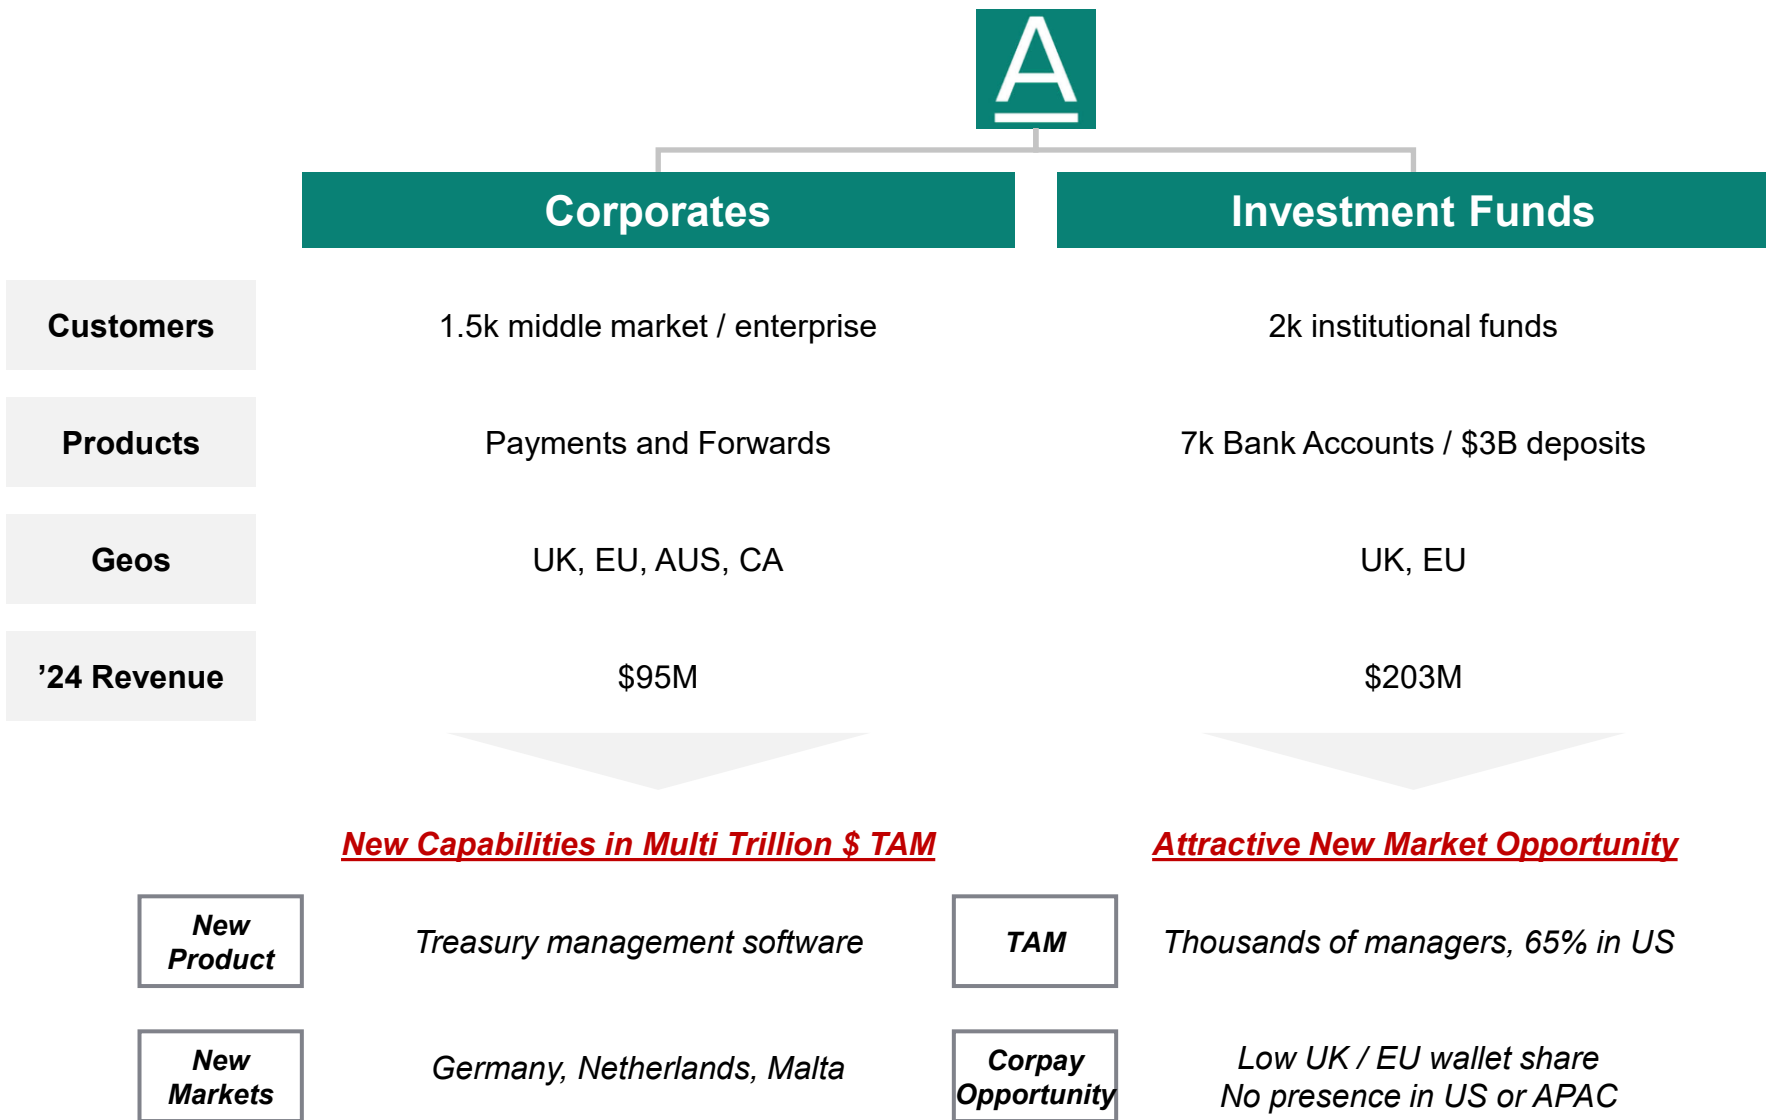 A
Corporates
Investment Funds
Customers
1.5k middle market / enterprise
2k institutional funds
Products
Payments and Forwards
7k Bank Accounts / $3B deposits
Geos
UK, EU, AUS, CA
UK, EU
’24 Revenue
$95M
$203M
New Capabilities in Multi Trillion $ TAM
Attractive New Market Opportunity
New
Product
Treasury management software
TAM
Thousands of managers, 65% in US
New
Markets
Germany, Netherlands, Malta
Corpay
Opportunity
Low UK / EU wallet share
No presence in US or APAC